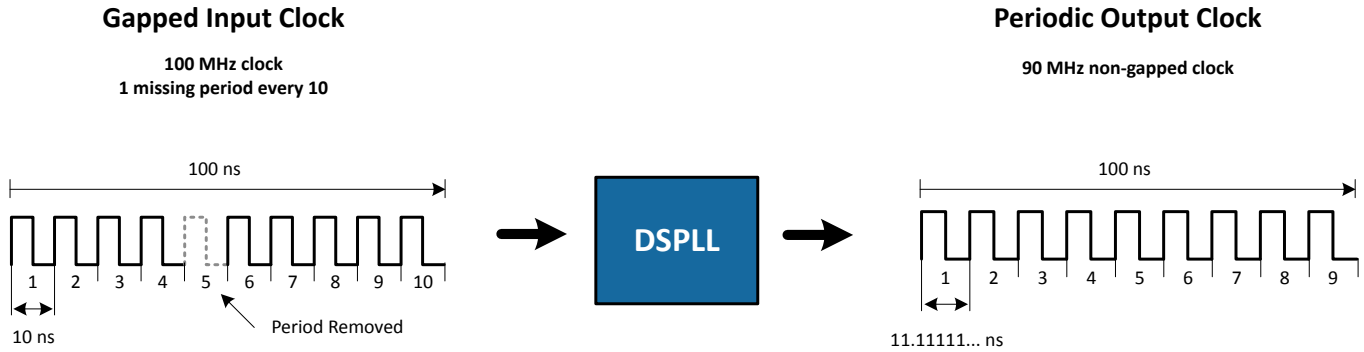 Gapped Input Clock
100 MHz clock
1 missing period every 10
100 ns
1 2 3 4 5 6 7 8 9 10
10 ns
Period Removed
DSPLL
Periodic Output Clock
90 MHz non-gapped clock
100 ns
1 2 3 4 5 6 7 8 9
11.11111... ns